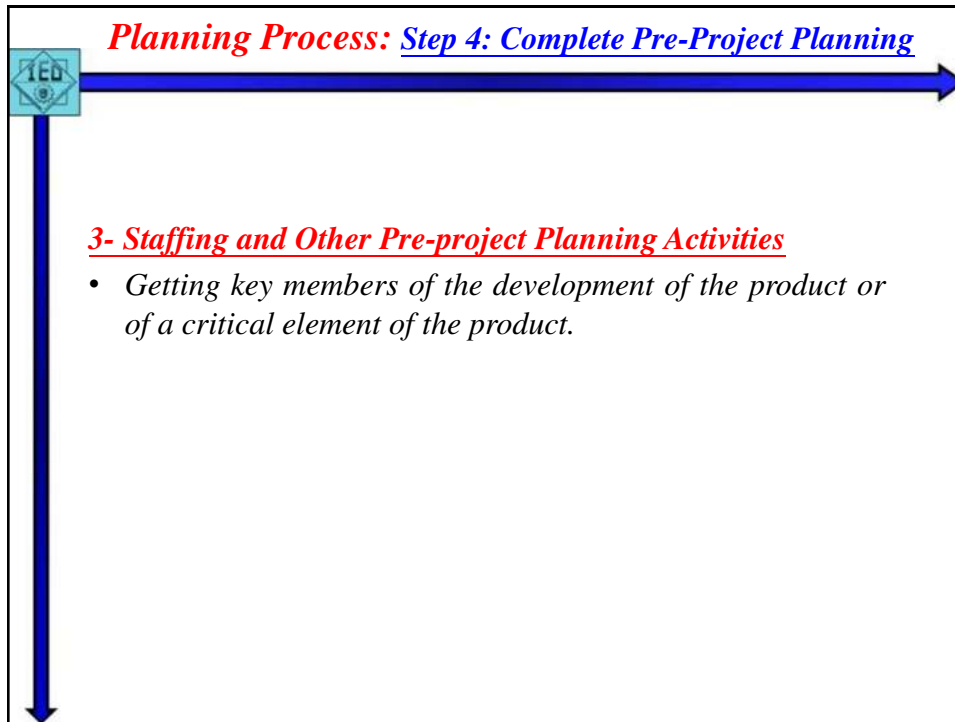 Planning Process: Step 4: Complete Pre-Project Planning
IED
3- Staffing and Other Pre-project Planning Activities
• Getting key members of the development of the product or
of a critical element of the product.